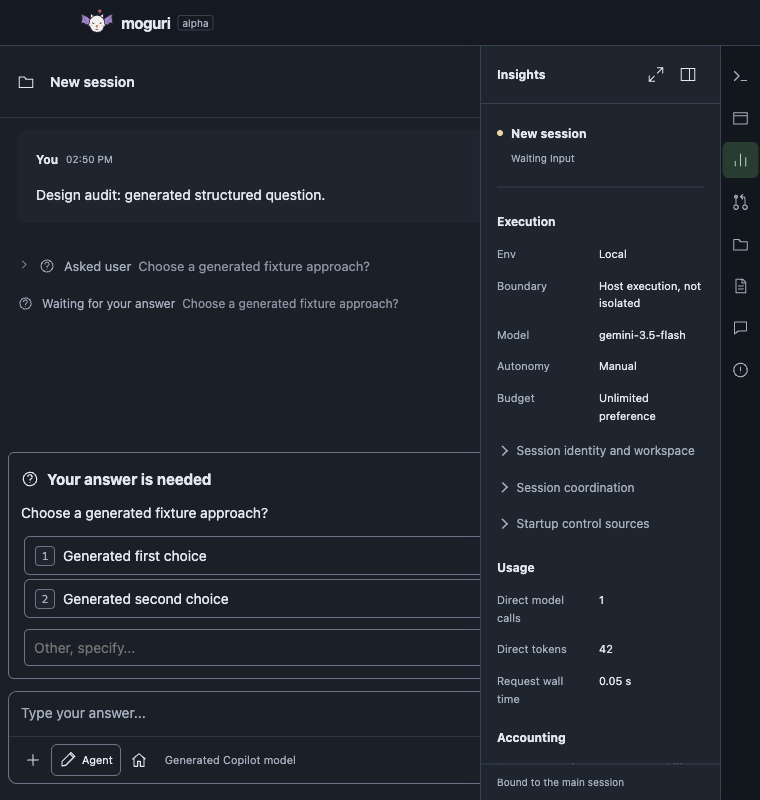 moguri alpha
New session
You 02:50 PM
Design audit: generated structured question.
Asked user Choose a generated fixture approach?
Waiting for your answer Choose a generated fixture approach?
Your answer is needed
Choose a generated fixture approach?
1 Generated first choice
2 Generated second choice
Other, specify...
Type your answer...
Agent Generated Copilot model
Insights
New session
Waiting Input
Execution
Env Local
Boundary Host execution, not
isolated
Model gemini-3.5-flash
Autonomy Manual
Budget Unlimited
preference
Session identity and workspace
Session coordination
Startup control sources
Usage
Direct model 1
calls
Direct tokens 42
Request wall 0.05 s
time
Accounting
Bound to the main session